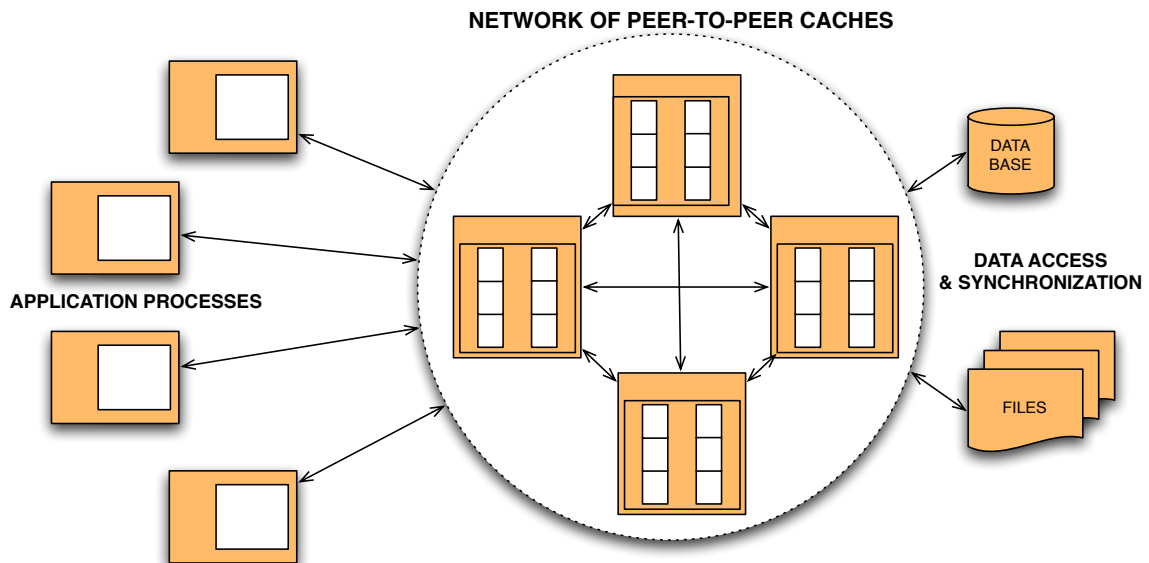 NETWORK OF PEER-TO-PEER CACHES
DATA
BASE
DATA ACCESS
& SYNCHRONIZATION
APPLICATION PROCESSES
FILES